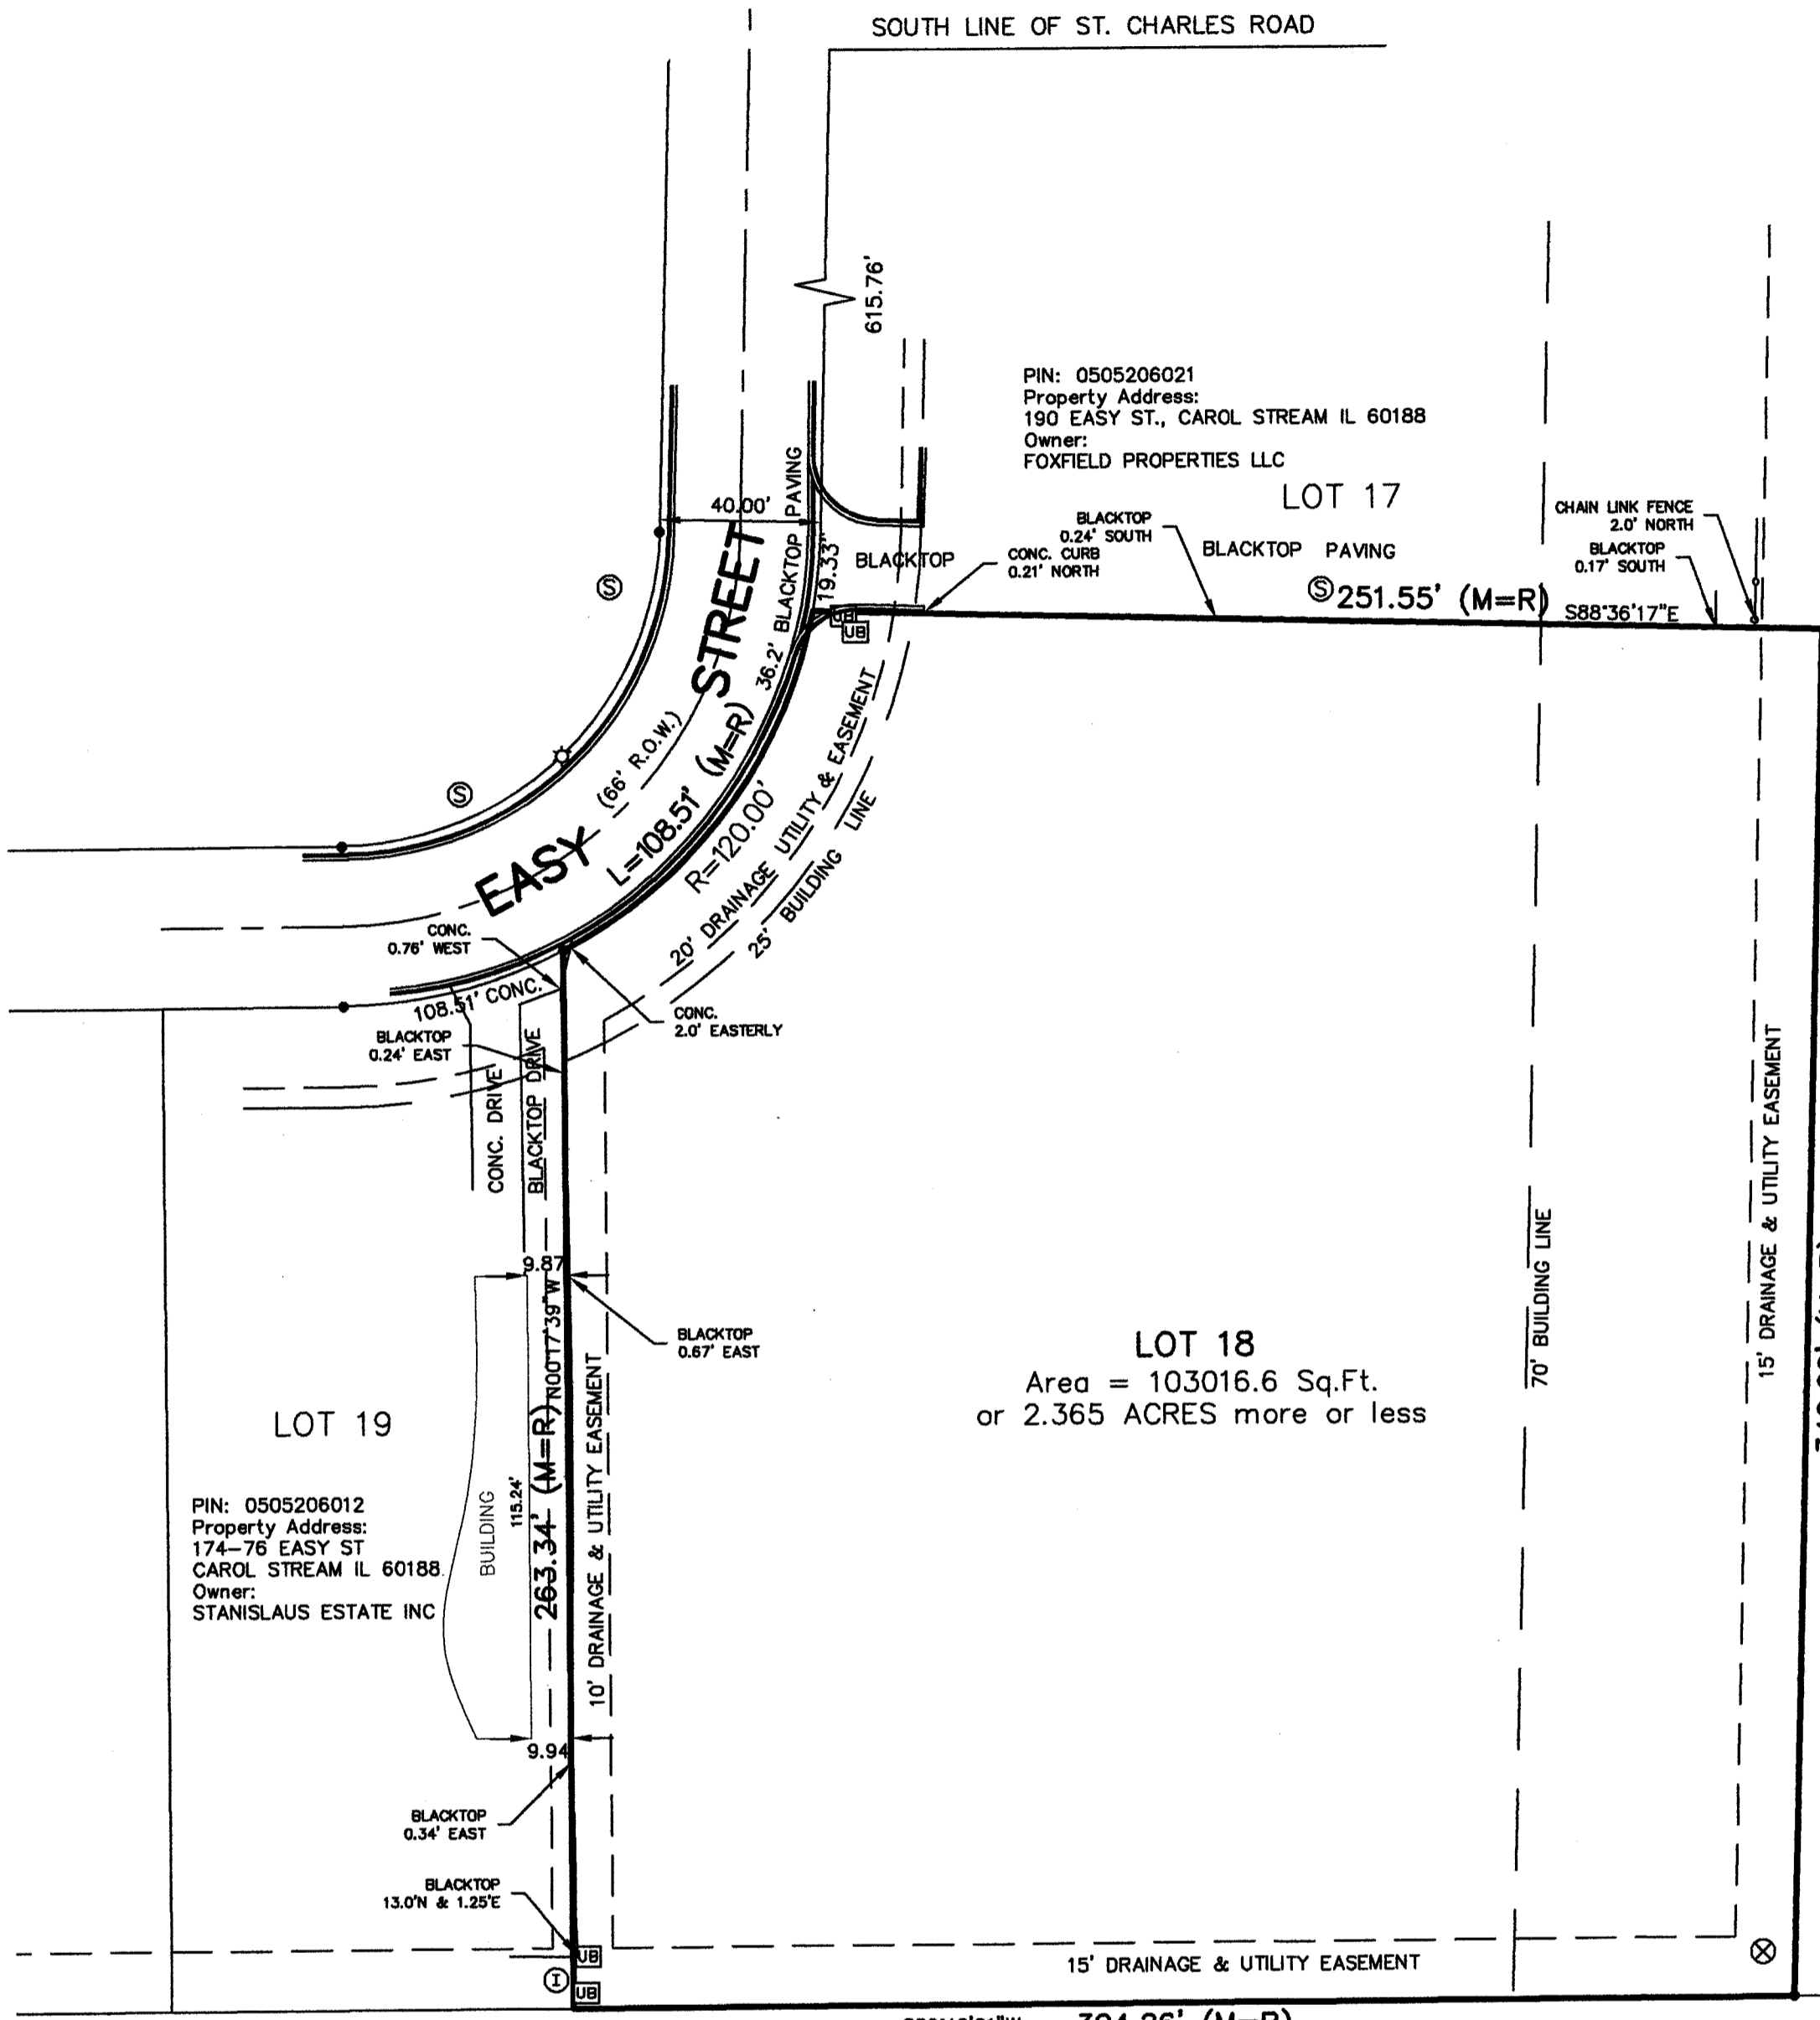 SOUTH LINE OF ST. CHARLES ROAD
615.76'
PIN: 0505206021
Property Address:
190 EASY ST., CAROL STREAM IL 60188
Owner:
FOXFIELD PROPERTIES LLC
LOT 17
40.00'
BLACKTOP PAVING
36.2'
19.33'
BLACKTOP
CONC. CURB
0.21' NORTH
BLACKTOP
0.24' SOUTH
BLACKTOP PAVING
CHAIN LINK FENCE
2.0' NORTH
BLACKTOP
0.17' SOUTH
S
S
251.55' (M=R)
S88°36'17"E
UB
UB
EASY STREET
(66' R.O.W.)
L=108.51' (M=R)
R=120.00'
20' DRAINAGE UTILITY & EASEMENT
25' BUILDING LINE
S
CONC.
0.76' WEST
108.51' CONC.
CONC.
2.0' EASTERLY
BLACKTOP
0.24' EAST
CONC. DRIVE
BLACKTOP DRIVE
9.87
BLACKTOP
0.67' EAST
N00°17'39"W
263.34' (M=R)
10' DRAINAGE & UTILITY EASEMENT
LOT 18
Area = 103016.6 Sq.Ft.
or 2.365 ACRES more or less
70' BUILDING LINE
15' DRAINAGE & UTILITY EASEMENT
LOT 19
BUILDING
115.24'
PIN: 0505206012
Property Address:
174-76 EASY ST
CAROL STREAM IL 60188
Owner:
STANISLAUS ESTATE INC
9.94
BLACKTOP
0.34' EAST
BLACKTOP
13.0'N & 1.25'E
UB
I
UB
15' DRAINAGE & UTILITY EASEMENT
304.86' (M=R)